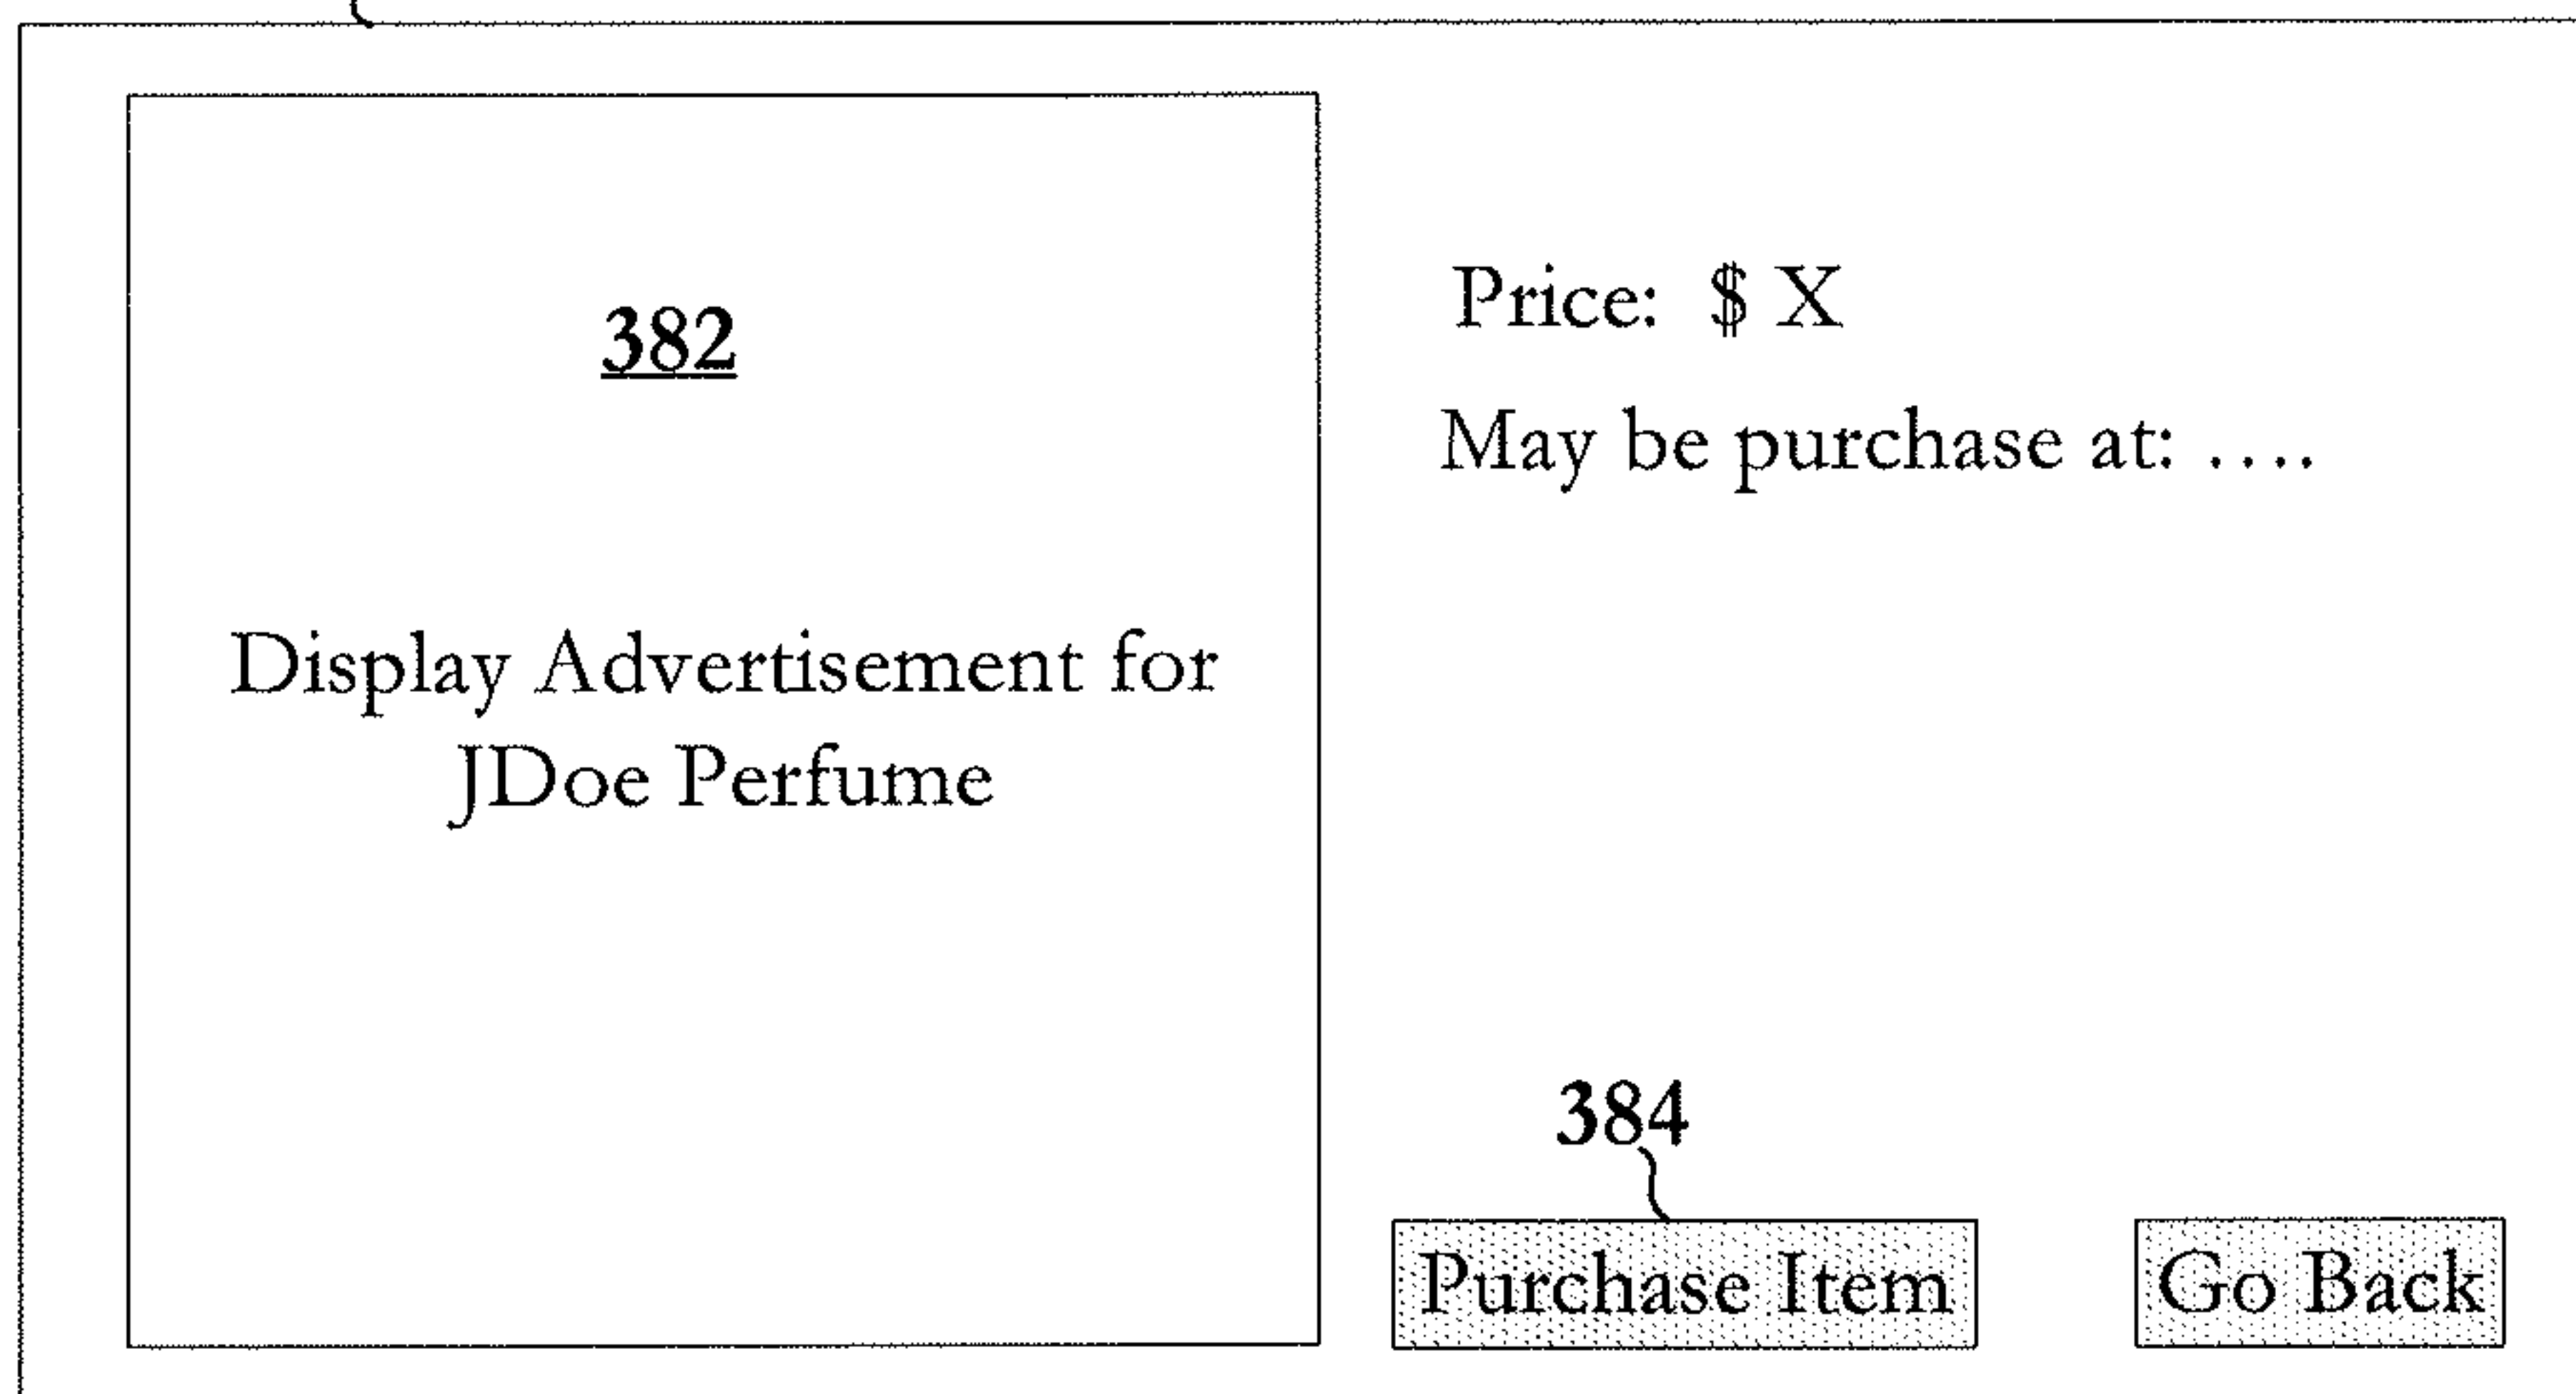 382
Display Advertisement for
JDoe Perfume
Price: $ X
May be purchase at: ....
384
Purchase Item
Go Back